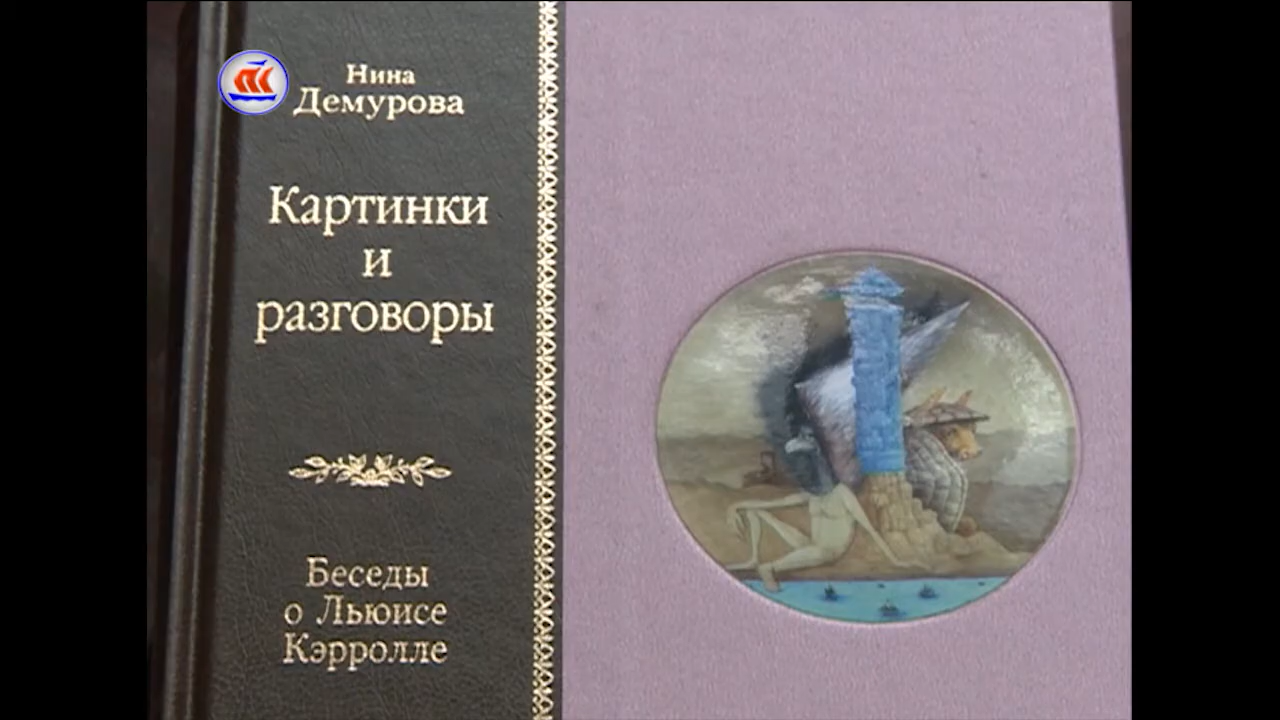 Нина
Демурова
Картинки
и
разговоры
Беседы
о Льюисе
Кэрролле